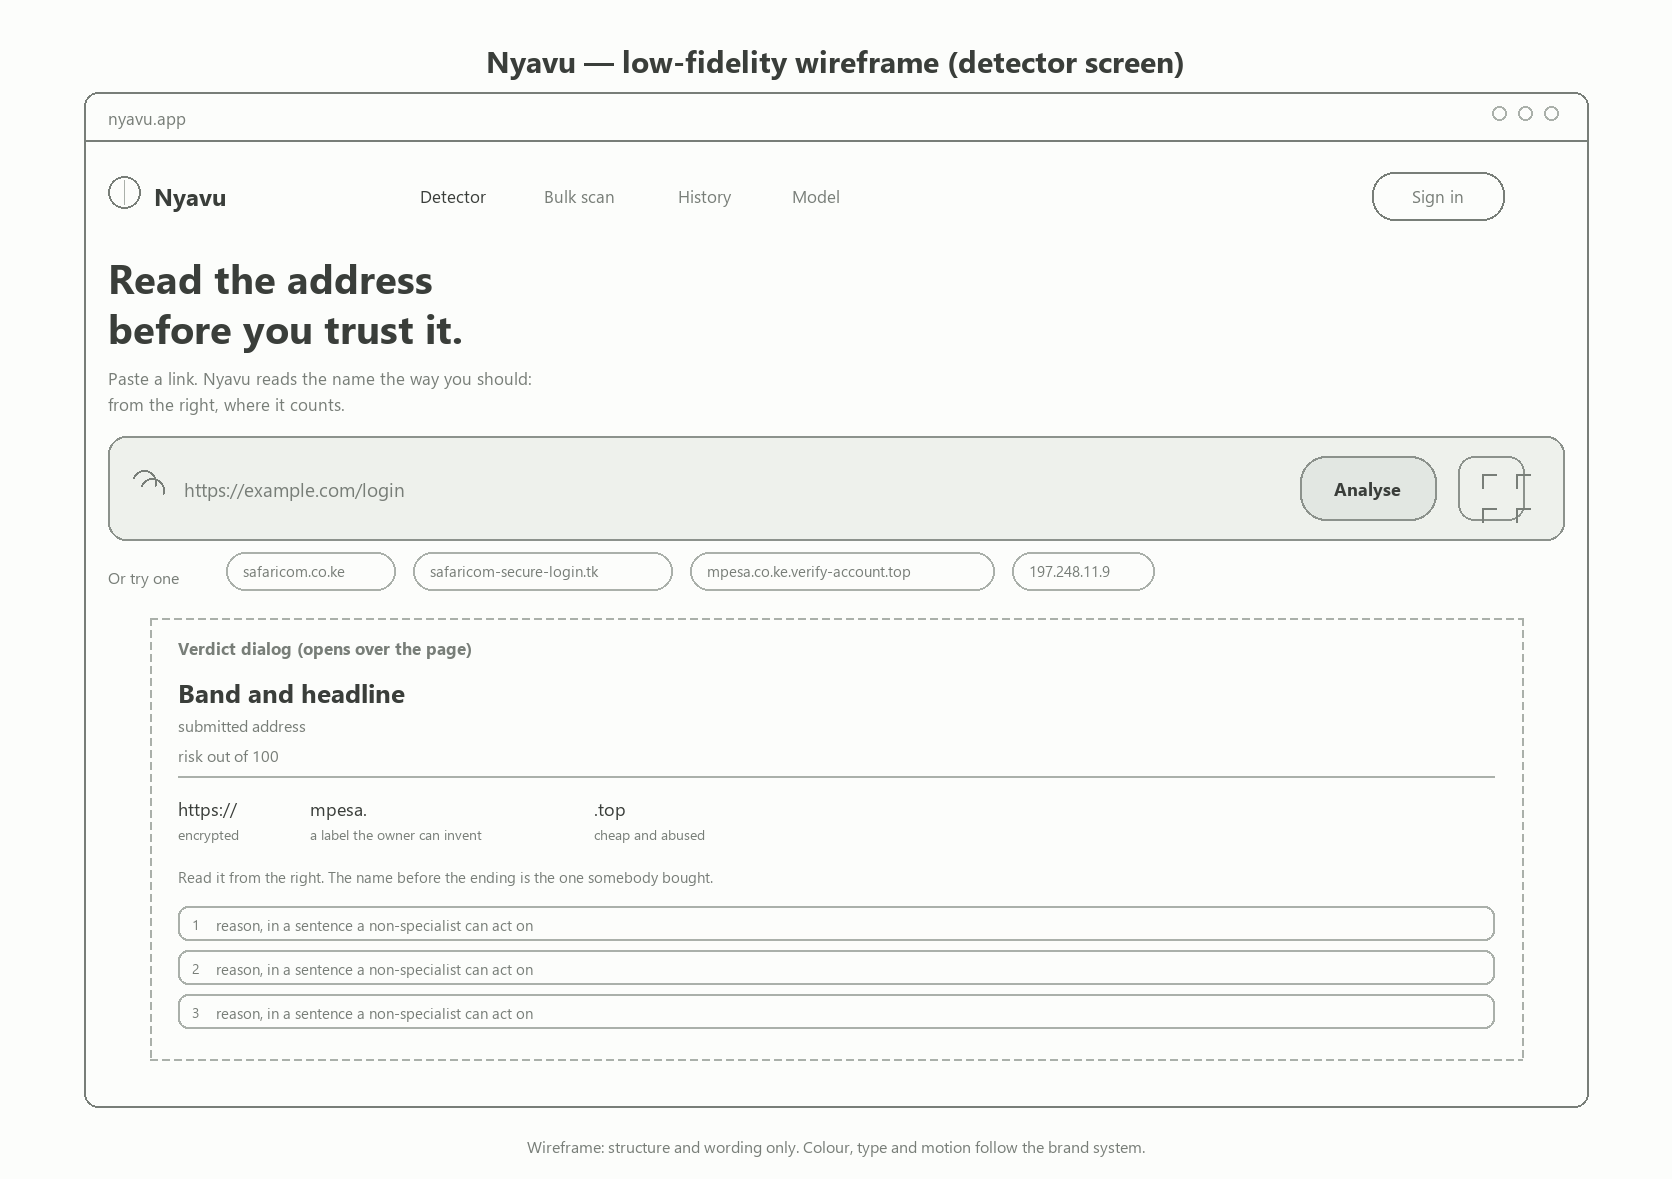 Nyavu — low-fidelity wireframe (detector screen)
nyavu.app
Nyavu
Detector
Bulk scan
History
Model
Sign in
Read the address
before you trust it.
Paste a link. Nyavu reads the name the way you should:
from the right, where it counts.
https://example.com/login
Analyse
Or try one
safaricom.co.ke
safaricom-secure-login.tk
mpesa.co.ke.verify-account.top
197.248.11.9
Verdict dialog (opens over the page)
Band and headline
submitted address
risk out of 100
https://
mpesa.
.top
encrypted
a label the owner can invent
cheap and abused
Read it from the right. The name before the ending is the one somebody bought.
1 reason, in a sentence a non-specialist can act on
2 reason, in a sentence a non-specialist can act on
3 reason, in a sentence a non-specialist can act on
Wireframe: structure and wording only. Colour, type and motion follow the brand system.